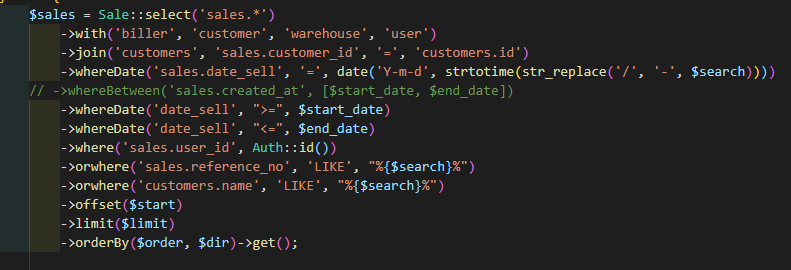 $sales = Sale::select('sales.*')
->with('biller', 'customer', 'warehouse', 'user')
->join('customers', 'sales.customer_id', '=', 'customers.id')
->whereDate('sales.date_sell', '=', date('Y-m-d', strtotime(str_replace('/', '-', $search))))
// ->whereBetween('sales.created_at', [$start_date, $end_date])
->whereDate('date_sell', ">=", $start_date)
->whereDate('date_sell', "<=", $end_date)
->where('sales.user_id', Auth::id())
->orwhere('sales.reference_no', 'LIKE', "%{$search}%")
->orwhere('customers.name', 'LIKE', "%{$search}%")
->offset($start)
->limit($limit)
->orderBy($order, $dir)->get();